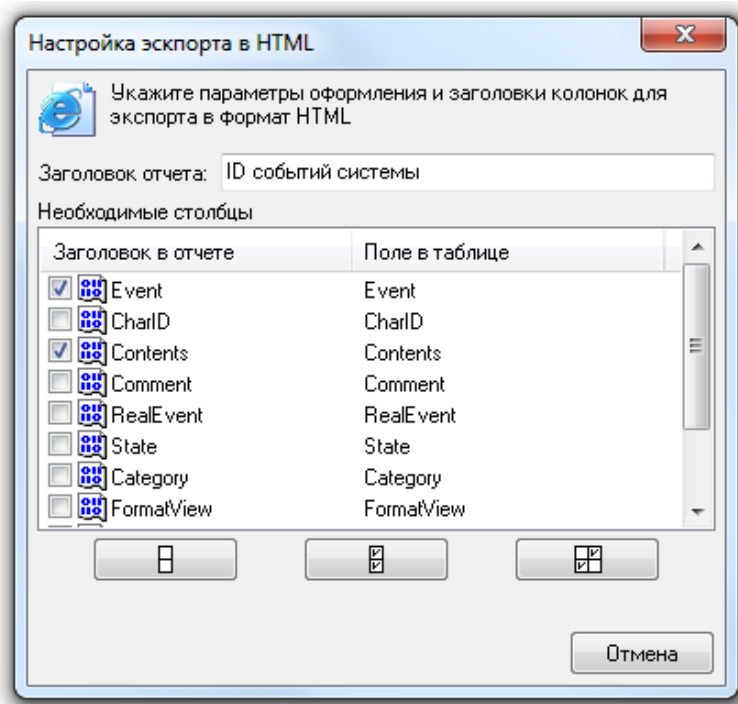 Настройка эскпорта в HTML
Укажите параметры оформления и заголовки колонок для
экспорта в формат HTML
Заголовок отчета: ID событий системы
Необходимые столбцы
Заголовок в отчете Поле в таблице
Event Event
CharID CharID
Contents Contents
Comment Comment
RealEvent RealEvent
State State
Category Category
FormatView FormatView
Отмена